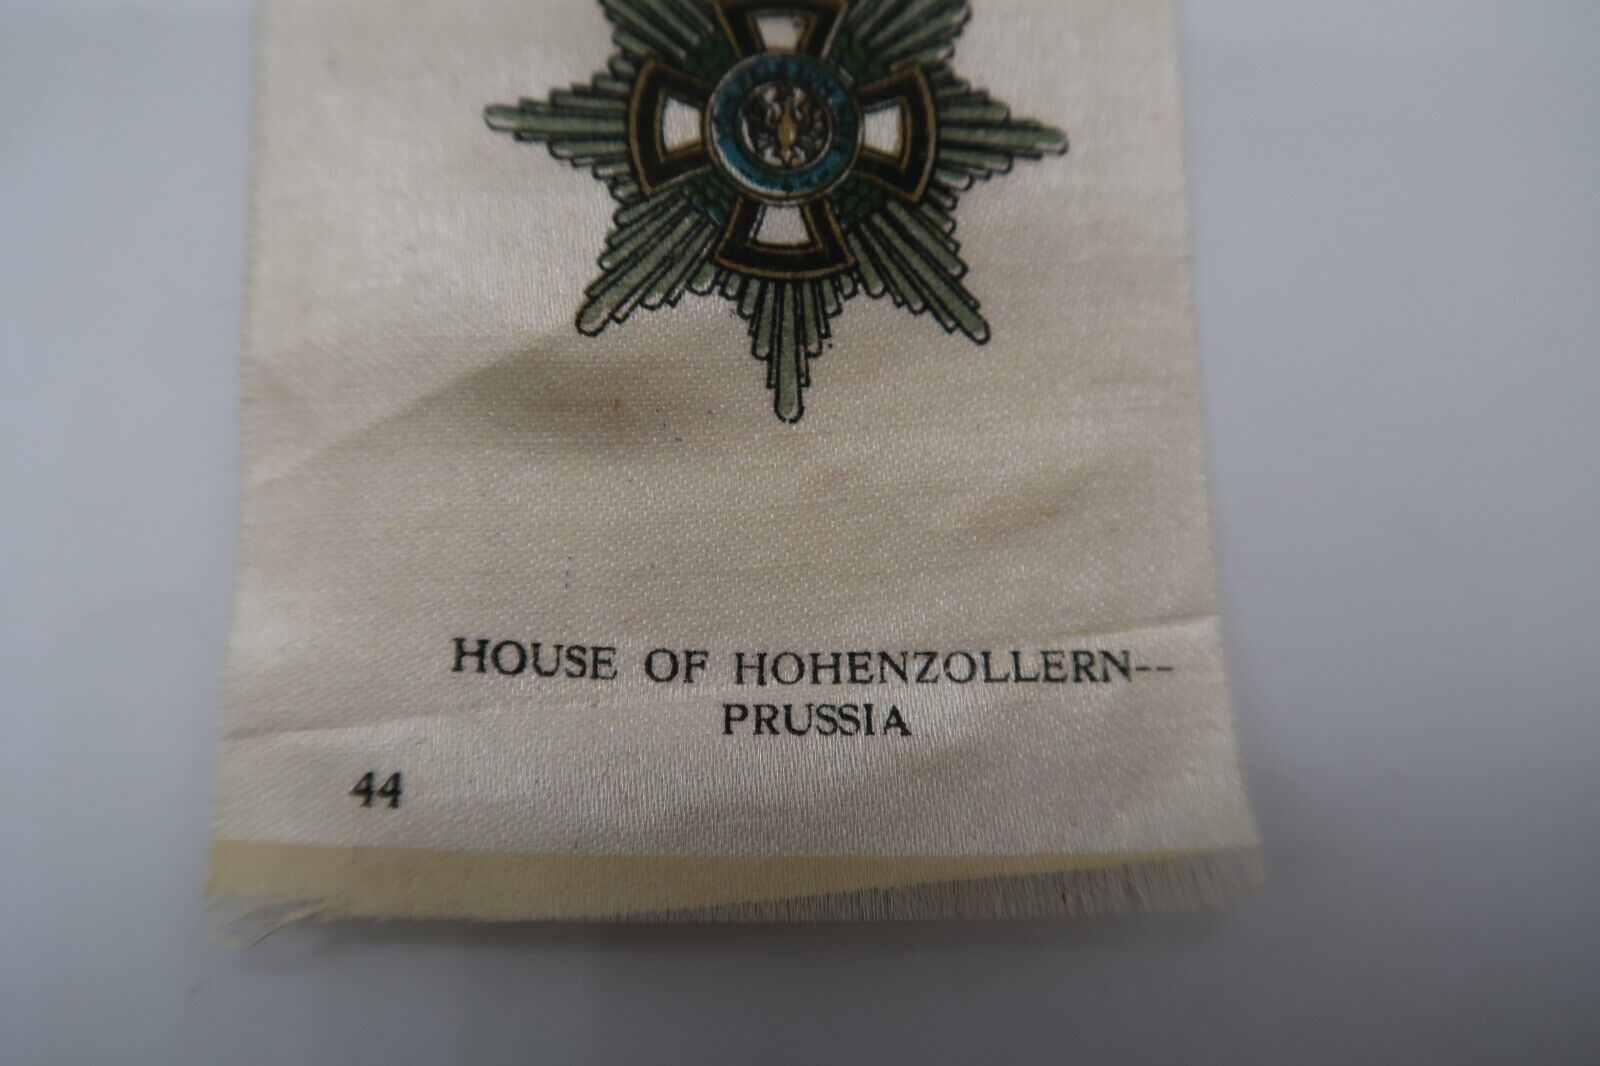 HOUSE OF HOHENZOLLERN--
PRUSSIA
44